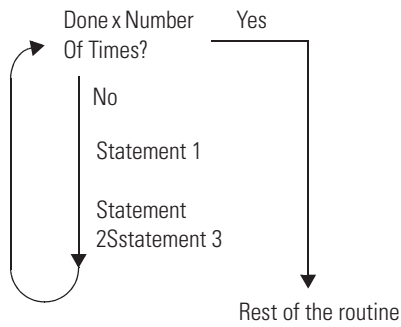 Done x Number
Of Times?
Yes
No
Statement 1
Statement
2Sstatement 3
Rest of the routine